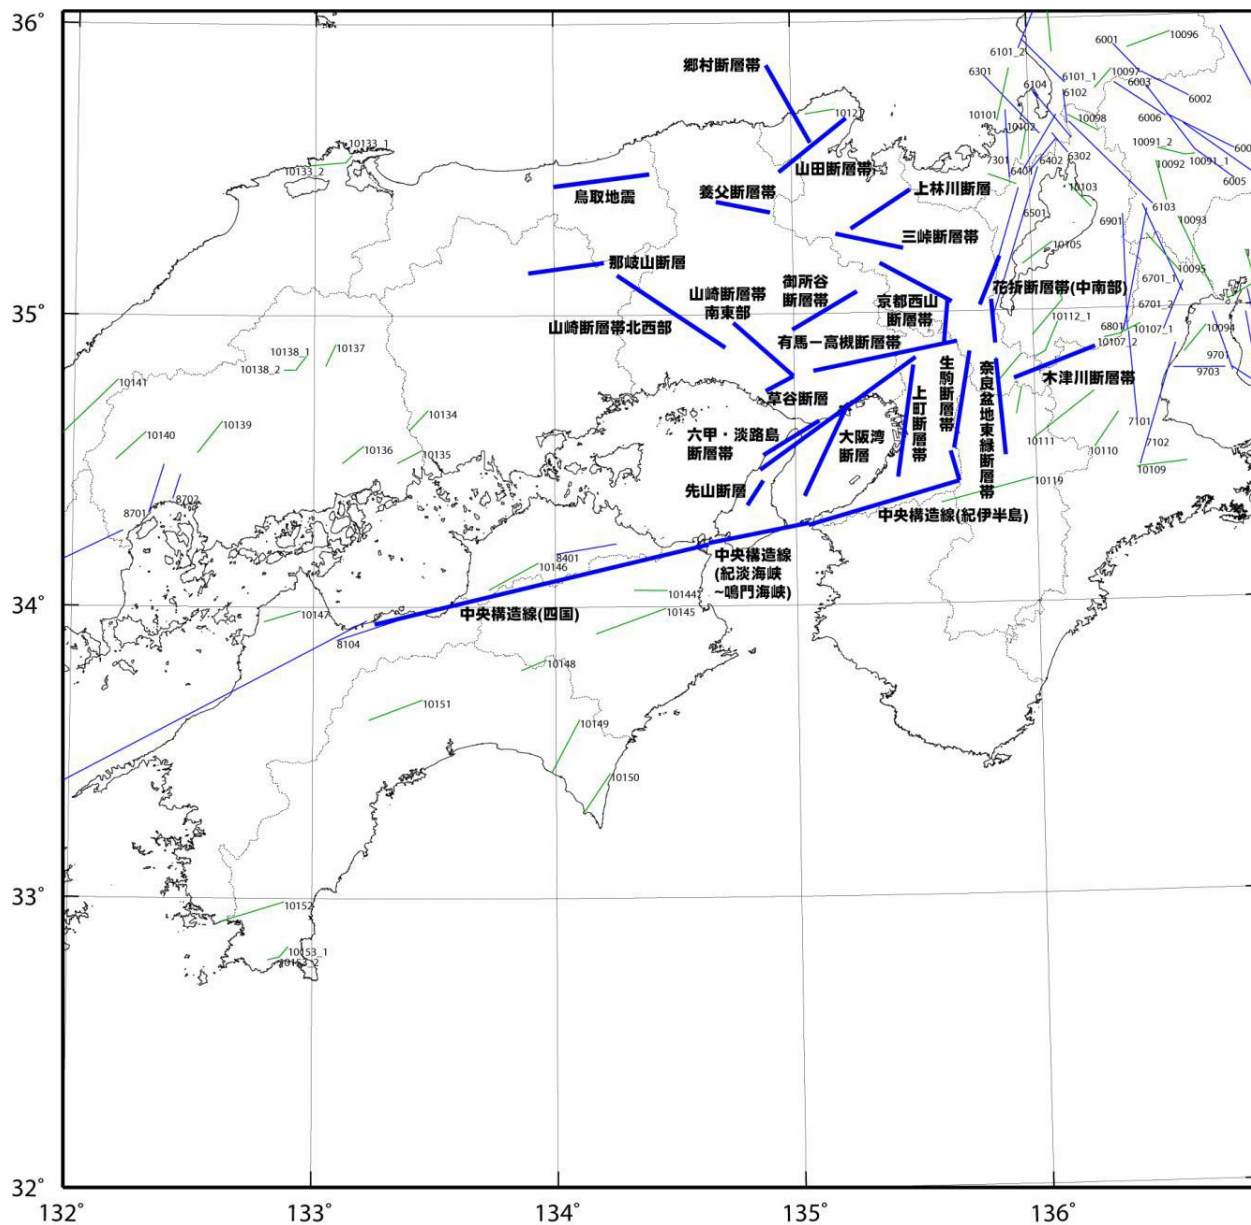 36°
10096
6001
6101_2
郷村断層帯
6301
6101_1
10097
6003
6104
6102
6002
10127
10101
10098
6006
10102
10133_1
10091_2
6302
7301
6402
10092
10091_1
10133_2
山田断層帯
6401
6005
鳥取地震
養父断層帯
上林川断層
10103
6103
6501
6901
10093
三峠断層帯
10105
那岐山断層
御所谷
断層帯
10095
山崎断層帯
南東部
京都西山
断層帯
花折断層帯(中南部)
6701_1
35°
6701_2
山崎断層帯北西部
10112_1
6801
10107_1
10094
有馬－高槻断層帯
10107_2
10138_1
10137
10138_2
9701
9703
木津川断層帯
10141
生駒断層帯
奈良盆地東縁断層帯
上町断層帯
草谷断層
10134
10139
10140
六甲・淡路島
断層帯
大阪湾
断層
7101
10111
7102
10136
10135
10110
10109
先山断層
10119
8702
8701
中央構造線(紀伊半島)
8401
中央構造線
(紀淡海峡
~鳴門海峡)
10146
34°
10144
10145
10147
中央構造線(四国)
8104
10148
10151
10149
10150
33°
10152
10153_1
10153_2
32°
132°
133°
134°
135°
136°